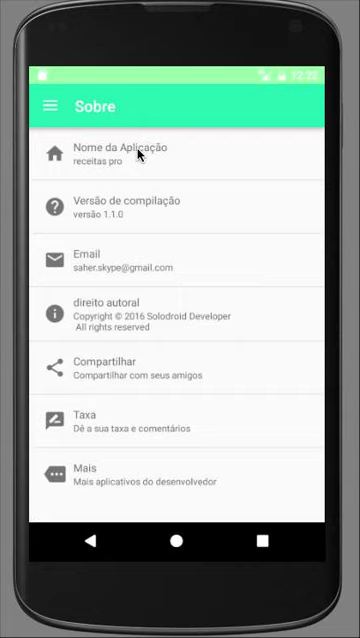 12:22
Sobre
Nome da Aplicação
receitas pro
Versão de compilação
versão 1.1.0
Email
saher.skype@gmail.com
direito autoral
Copyright © 2016 Solodroid Developer
All rights reserved
Compartilhar
Compartilhar com seus amigos
Taxa
Dê a sua taxa e comentários
Mais
Mais aplicativos do desenvolvedor